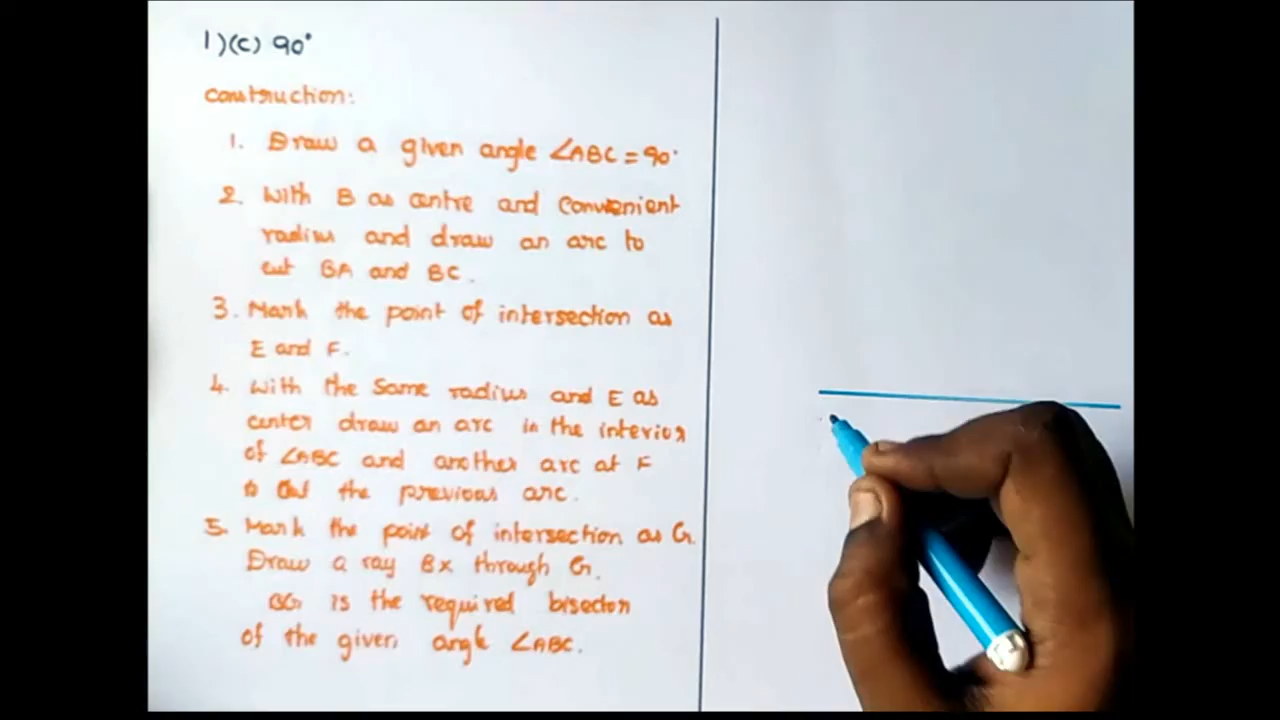 1)(c) 90°
Construction:
1. Draw a given angle ∠ABC = 90°
2. With B as centre and convenient
radius and draw an arc to
cut BA and BC.
3. Mark the point of intersection as
E and F.
4. With the Same radius and E as
center draw an arc in the interior
of ∠ABC and another arc at F
to cut the previous arc.
5. Mark the point of intersection as G.
Draw a ray BX through G.
BG is the required bisector
of the given angle ∠ABC.